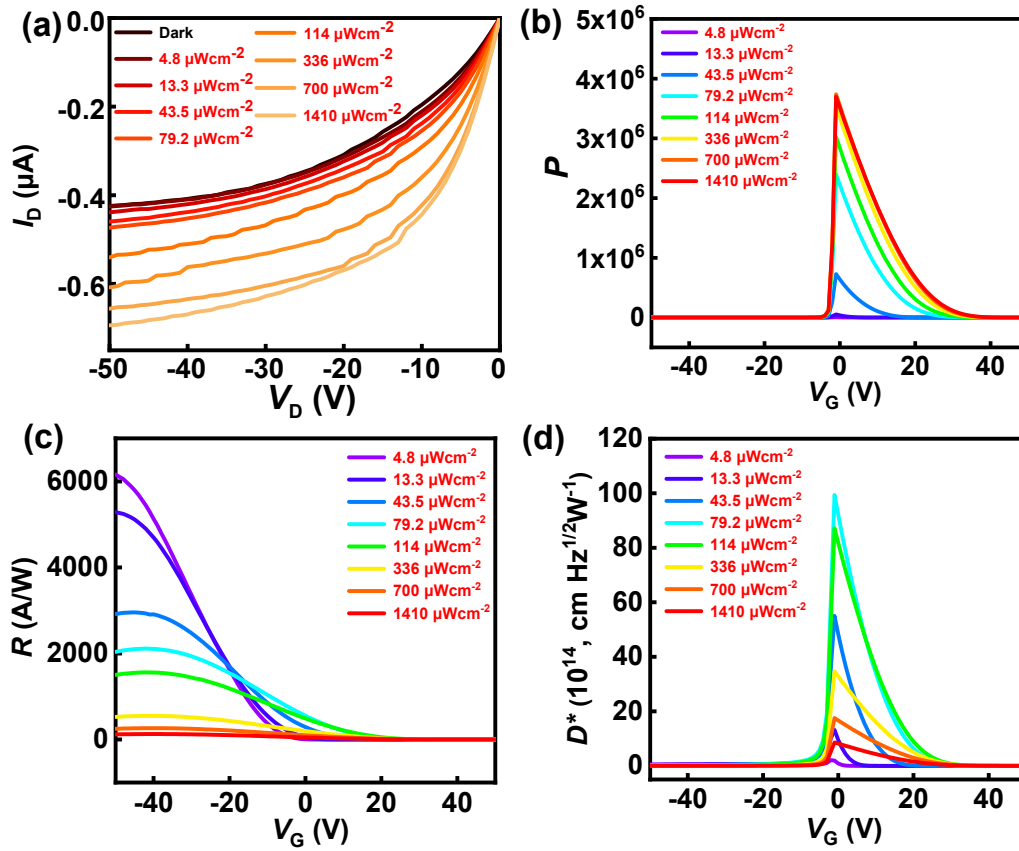 (a)
Dark
4.8 µWcm⁻²
13.3 µWcm⁻²
43.5 µWcm⁻²
79.2 µWcm⁻²
114 µWcm⁻²
336 µWcm⁻²
700 µWcm⁻²
1410 µWcm⁻²
0.0
-0.2
-0.4
-0.6
I_D (µA)
-50 -40 -30 -20 -10 0
V_D (V)
(b)
4.8 µWcm⁻²
13.3 µWcm⁻²
43.5 µWcm⁻²
79.2 µWcm⁻²
114 µWcm⁻²
336 µWcm⁻²
700 µWcm⁻²
1410 µWcm⁻²
5x10⁶
4x10⁶
3x10⁶
2x10⁶
1x10⁶
0
P
-40 -20 0 20 40
V_G (V)
(c)
4.8 µWcm⁻²
13.3 µWcm⁻²
43.5 µWcm⁻²
79.2 µWcm⁻²
114 µWcm⁻²
336 µWcm⁻²
700 µWcm⁻²
1410 µWcm⁻²
6000
4000
2000
0
R (A/W)
-40 -20 0 20 40
V_G (V)
(d)
4.8 µWcm⁻²
13.3 µWcm⁻²
43.5 µWcm⁻²
79.2 µWcm⁻²
114 µWcm⁻²
336 µWcm⁻²
700 µWcm⁻²
1410 µWcm⁻²
120
100
80
60
40
20
0
D* (10¹⁴, cm Hz¹/²W⁻¹)
-40 -20 0 20 40
V_G (V)